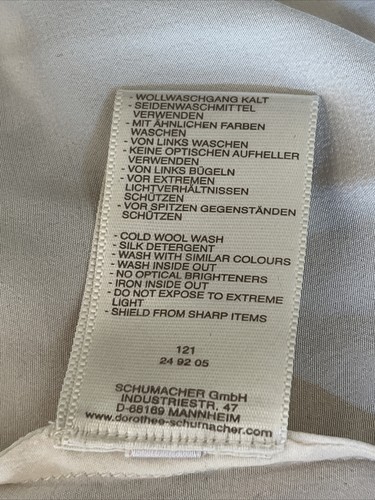 - WOLLWASCHGANG KALT
- SEIDENWASCHMITTEL
VERWENDEN
- MIT ÄHNLICHEN FARBEN
WASCHEN
- VON LINKS WASCHEN
- KEINE OPTISCHEN AUFHELLER
VERWENDEN
- VON LINKS BÜGELN
- VOR EXTREMEN
LICHTVERHÄLTNISSEN
SCHÜTZEN
- VOR SPITZEN GEGENSTÄNDEN
SCHÜTZEN
- COLD WOOL WASH
- SILK DETERGENT
- WASH WITH SIMILAR COLOURS
- WASH INSIDE OUT
- NO OPTICAL BRIGHTENERS
- IRON INSIDE OUT
- DO NOT EXPOSE TO EXTREME
LIGHT
- SHIELD FROM SHARP ITEMS
121
24 92 05
SCHUMACHER GmbH
INDUSTRIESTR. 47
D-68169 MANNHEIM
www.dorothee-schumacher.com